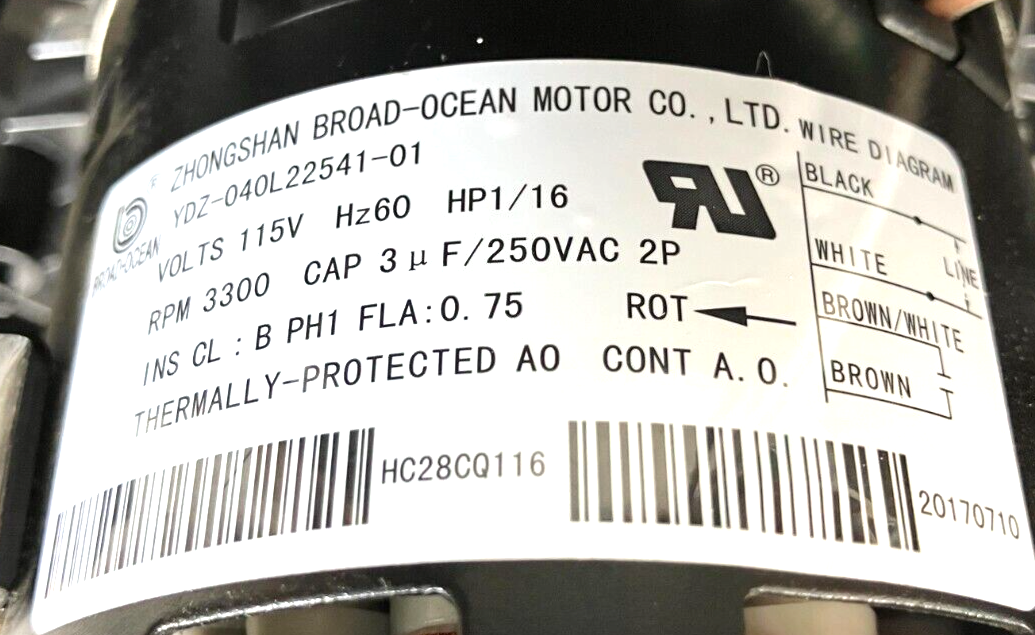 ZHONGSHAN BROAD-OCEAN MOTOR CO., LTD.
YDZ-040L22541-01
BROAD-OCEAN
VOLTS 115V Hz60 HP1/16
RPM 3300 CAP 3μF/250VAC 2P
INS CL : B PH1 FLA:0.75 ROT
THERMALLY-PROTECTED AO CONT A.O.
HC28CQ116
20170710
RU®
WIRE DIAGRAM
BLACK
LINE
WHITE
BROWN/WHITE
BROWN